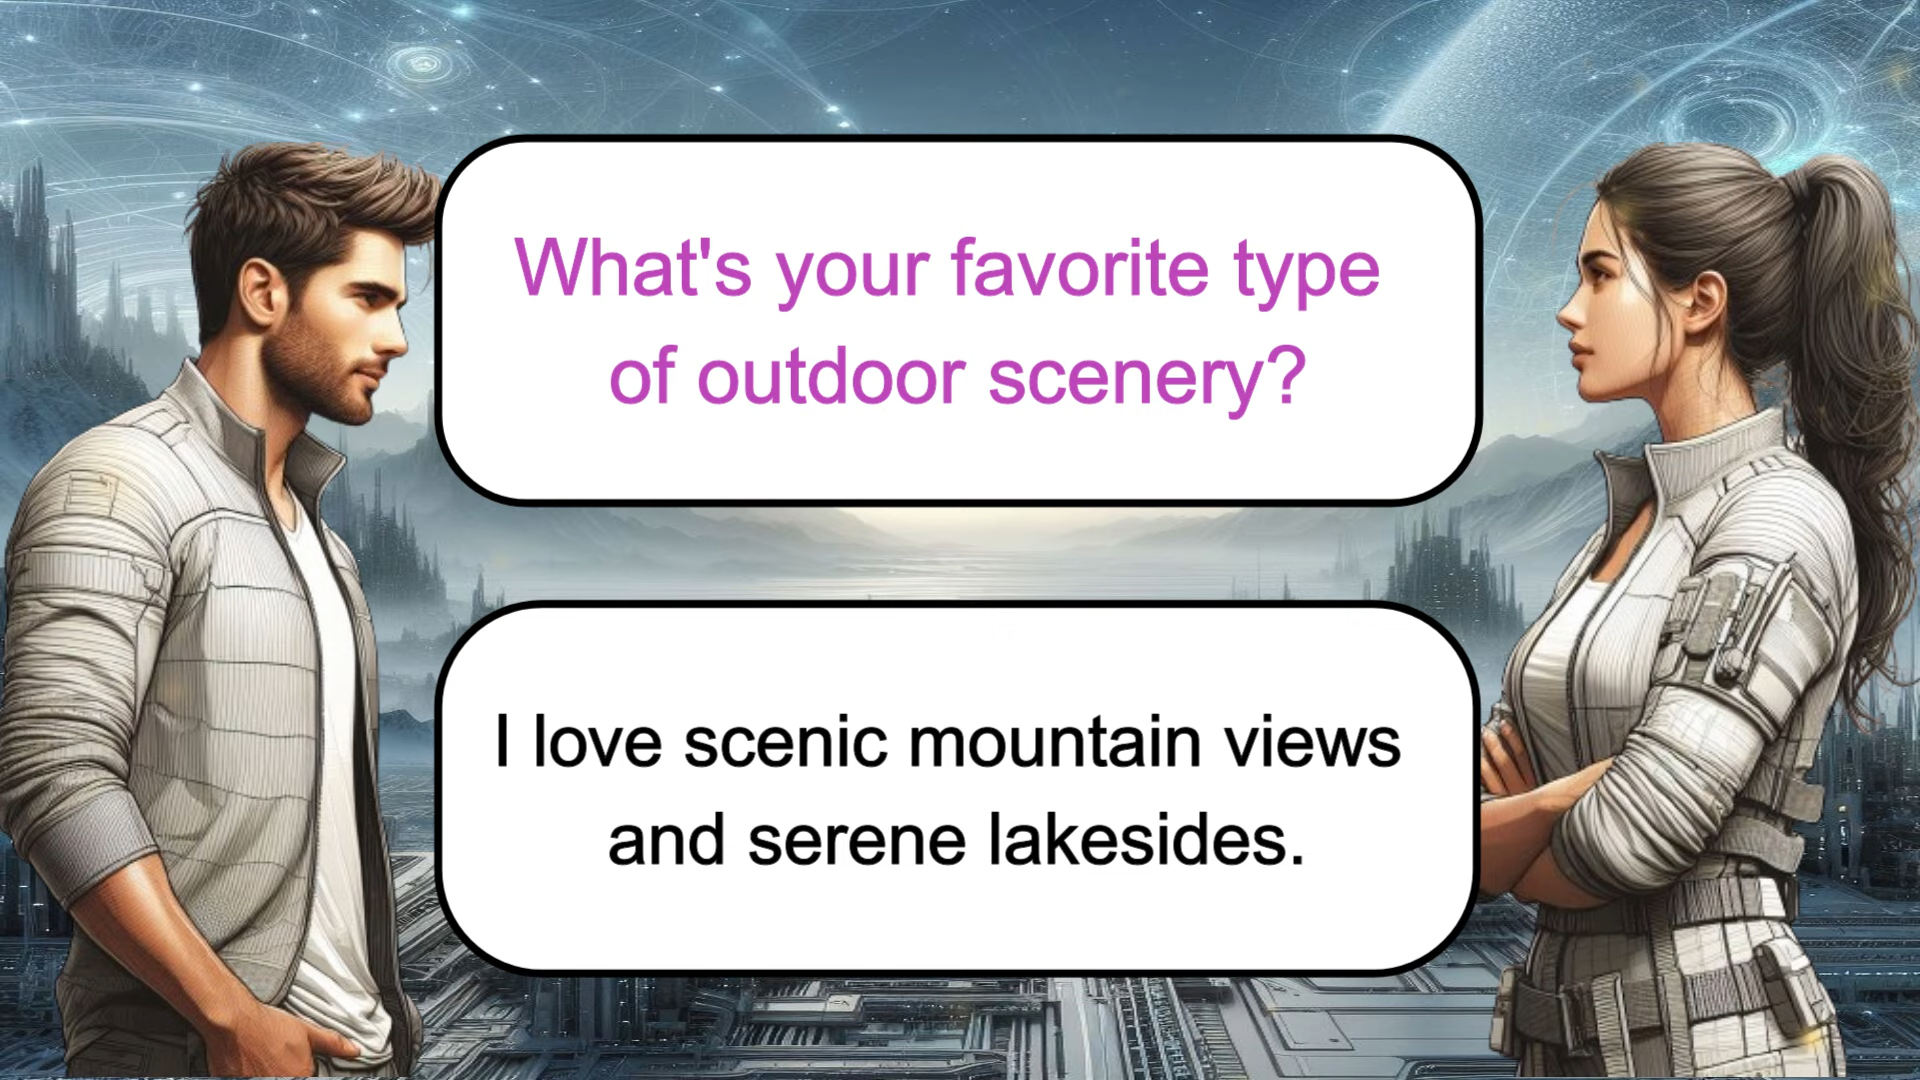 What's your favorite type
of outdoor scenery?
I love scenic mountain views
and serene lakesides.